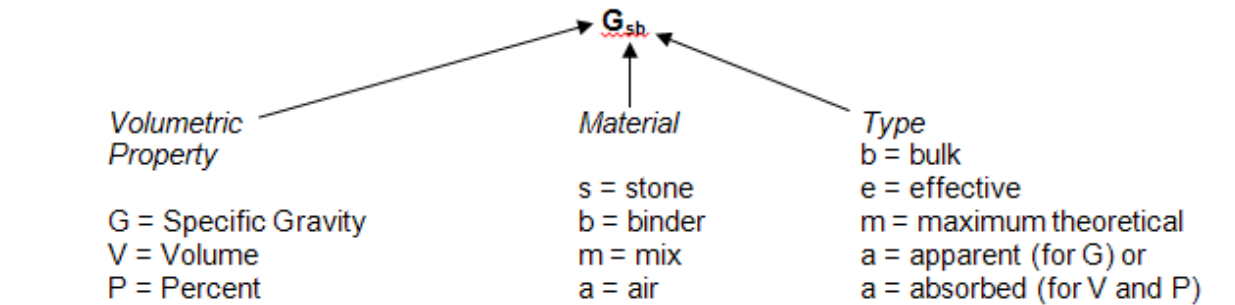 Gsb
Volumetric
Property
G = Specific Gravity
V = Volume
P = Percent
Material
s = stone
b = binder
m = mix
a = air
Type
b = bulk
e = effective
m = maximum theoretical
a = apparent (for G) or
a = absorbed (for V and P)